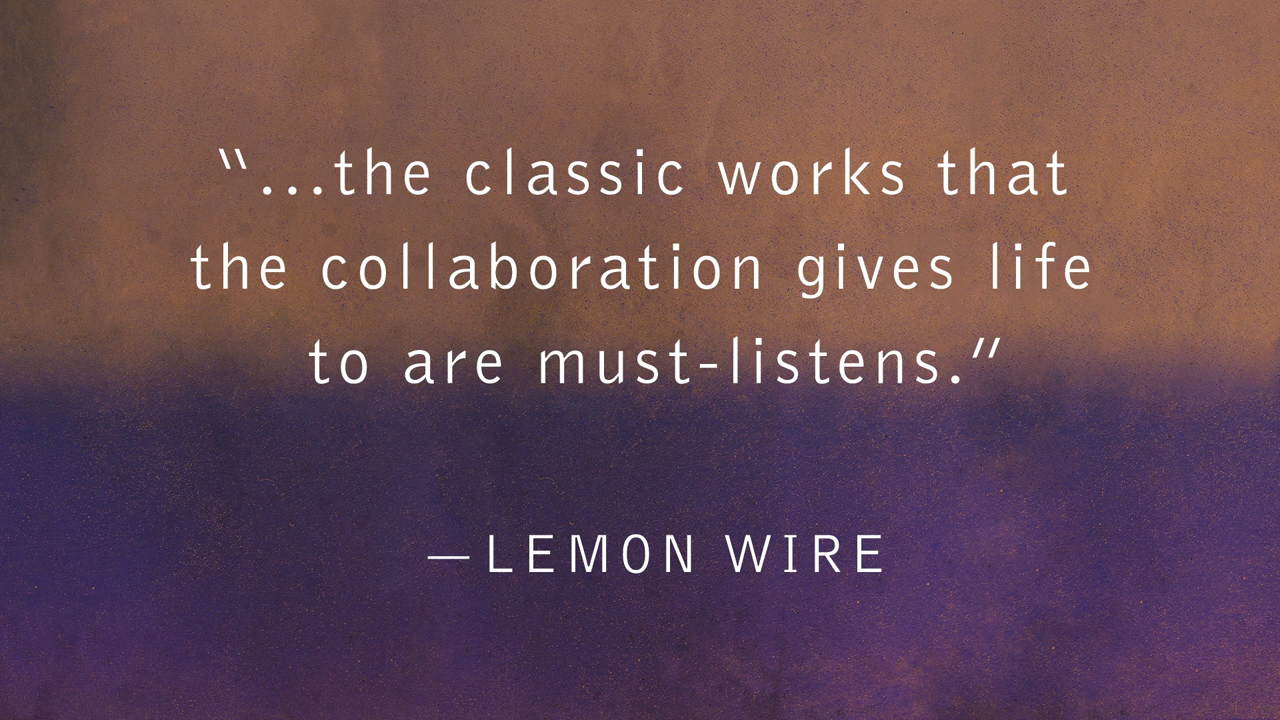 “...the classic works that
the collaboration gives life
to are must-listens.”
—LEMON WIRE